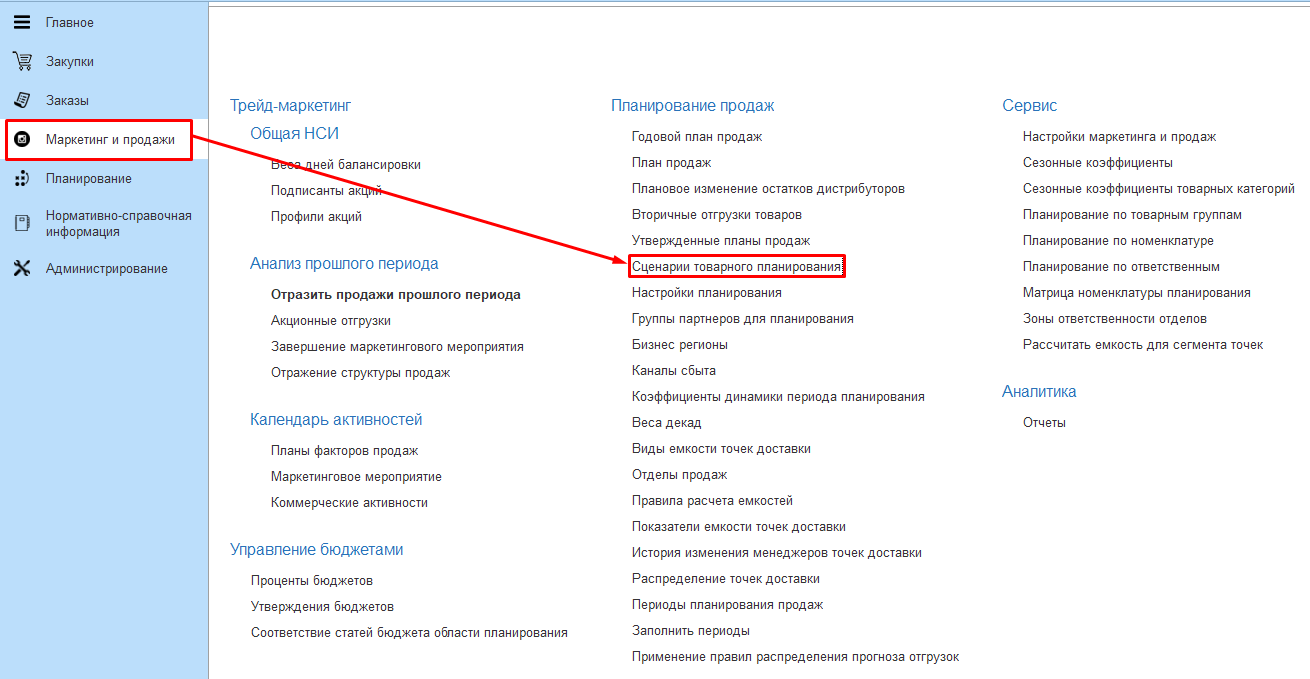 Главное
Закупки
Заказы
Маркетинг и продажи
Планирование
Нормативно-справочная
информация
Администрирование
Трейд-маркетинг
Общая НСИ
Веса дней балансировки
Подписанты акций
Профили акций
Анализ прошлого периода
Отразить продажи прошлого периода
Акционные отгрузки
Завершение маркетингового мероприятия
Отражение структуры продаж
Календарь активностей
Планы факторов продаж
Маркетинговое мероприятие
Коммерческие активности
Управление бюджетами
Проценты бюджетов
Утверждения бюджетов
Соответствие статей бюджета области планирования
Планирование продаж
Годовой план продаж
План продаж
Плановое изменение остатков дистрибуторов
Вторичные отгрузки товаров
Утвержденные планы продаж
Сценарии товарного планирования
Настройки планирования
Группы партнеров для планирования
Бизнес регионы
Каналы сбыта
Коэффициенты динамики периода планирования
Веса декад
Виды емкости точек доставки
Отделы продаж
Правила расчета емкостей
Показатели емкости точек доставки
История изменения менеджеров точек доставки
Распределение точек доставки
Периоды планирования продаж
Заполнить периоды
Применение правил распределения прогноза отгрузок
Сервис
Настройки маркетинга и продаж
Сезонные коэффициенты
Сезонные коэффициенты товарных категорий
Планирование по товарным группам
Планирование по номенклатуре
Планирование по ответственным
Матрица номенклатуры планирования
Зоны ответственности отделов
Рассчитать емкость для сегмента точек
Аналитика
Отчеты